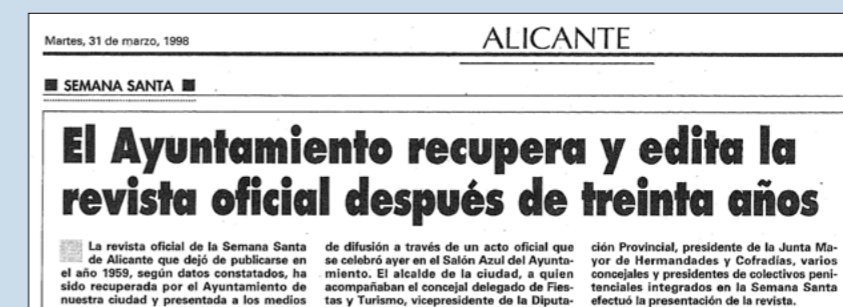 Martes, 31 de marzo, 1998
ALICANTE
SEMANA SANTA
El Ayuntamiento recupera y edita la
revista oficial después de treinta años
La revista oficial de la Semana Santa
de Alicante que dejó de publicarse en
el año 1959, según datos constatados, ha
sido recuperada por el Ayuntamiento de
nuestra ciudad y presentada a los medios
de difusión a través de un acto oficial que
se celebró ayer en el Salón Azul del Ayunta-
miento. El alcalde de la ciudad, a quien
acompañaban el concejal delegado de Fies-
tas y Turismo, vicepresidente de la Diputa-
ción Provincial, presidente de la Junta Ma-
yor de Hermandades y Cofradías, varios
concejales y presidentes de colectivos peni-
tenciales integrados en la Semana Santa
efectuó la presentación de la revista.